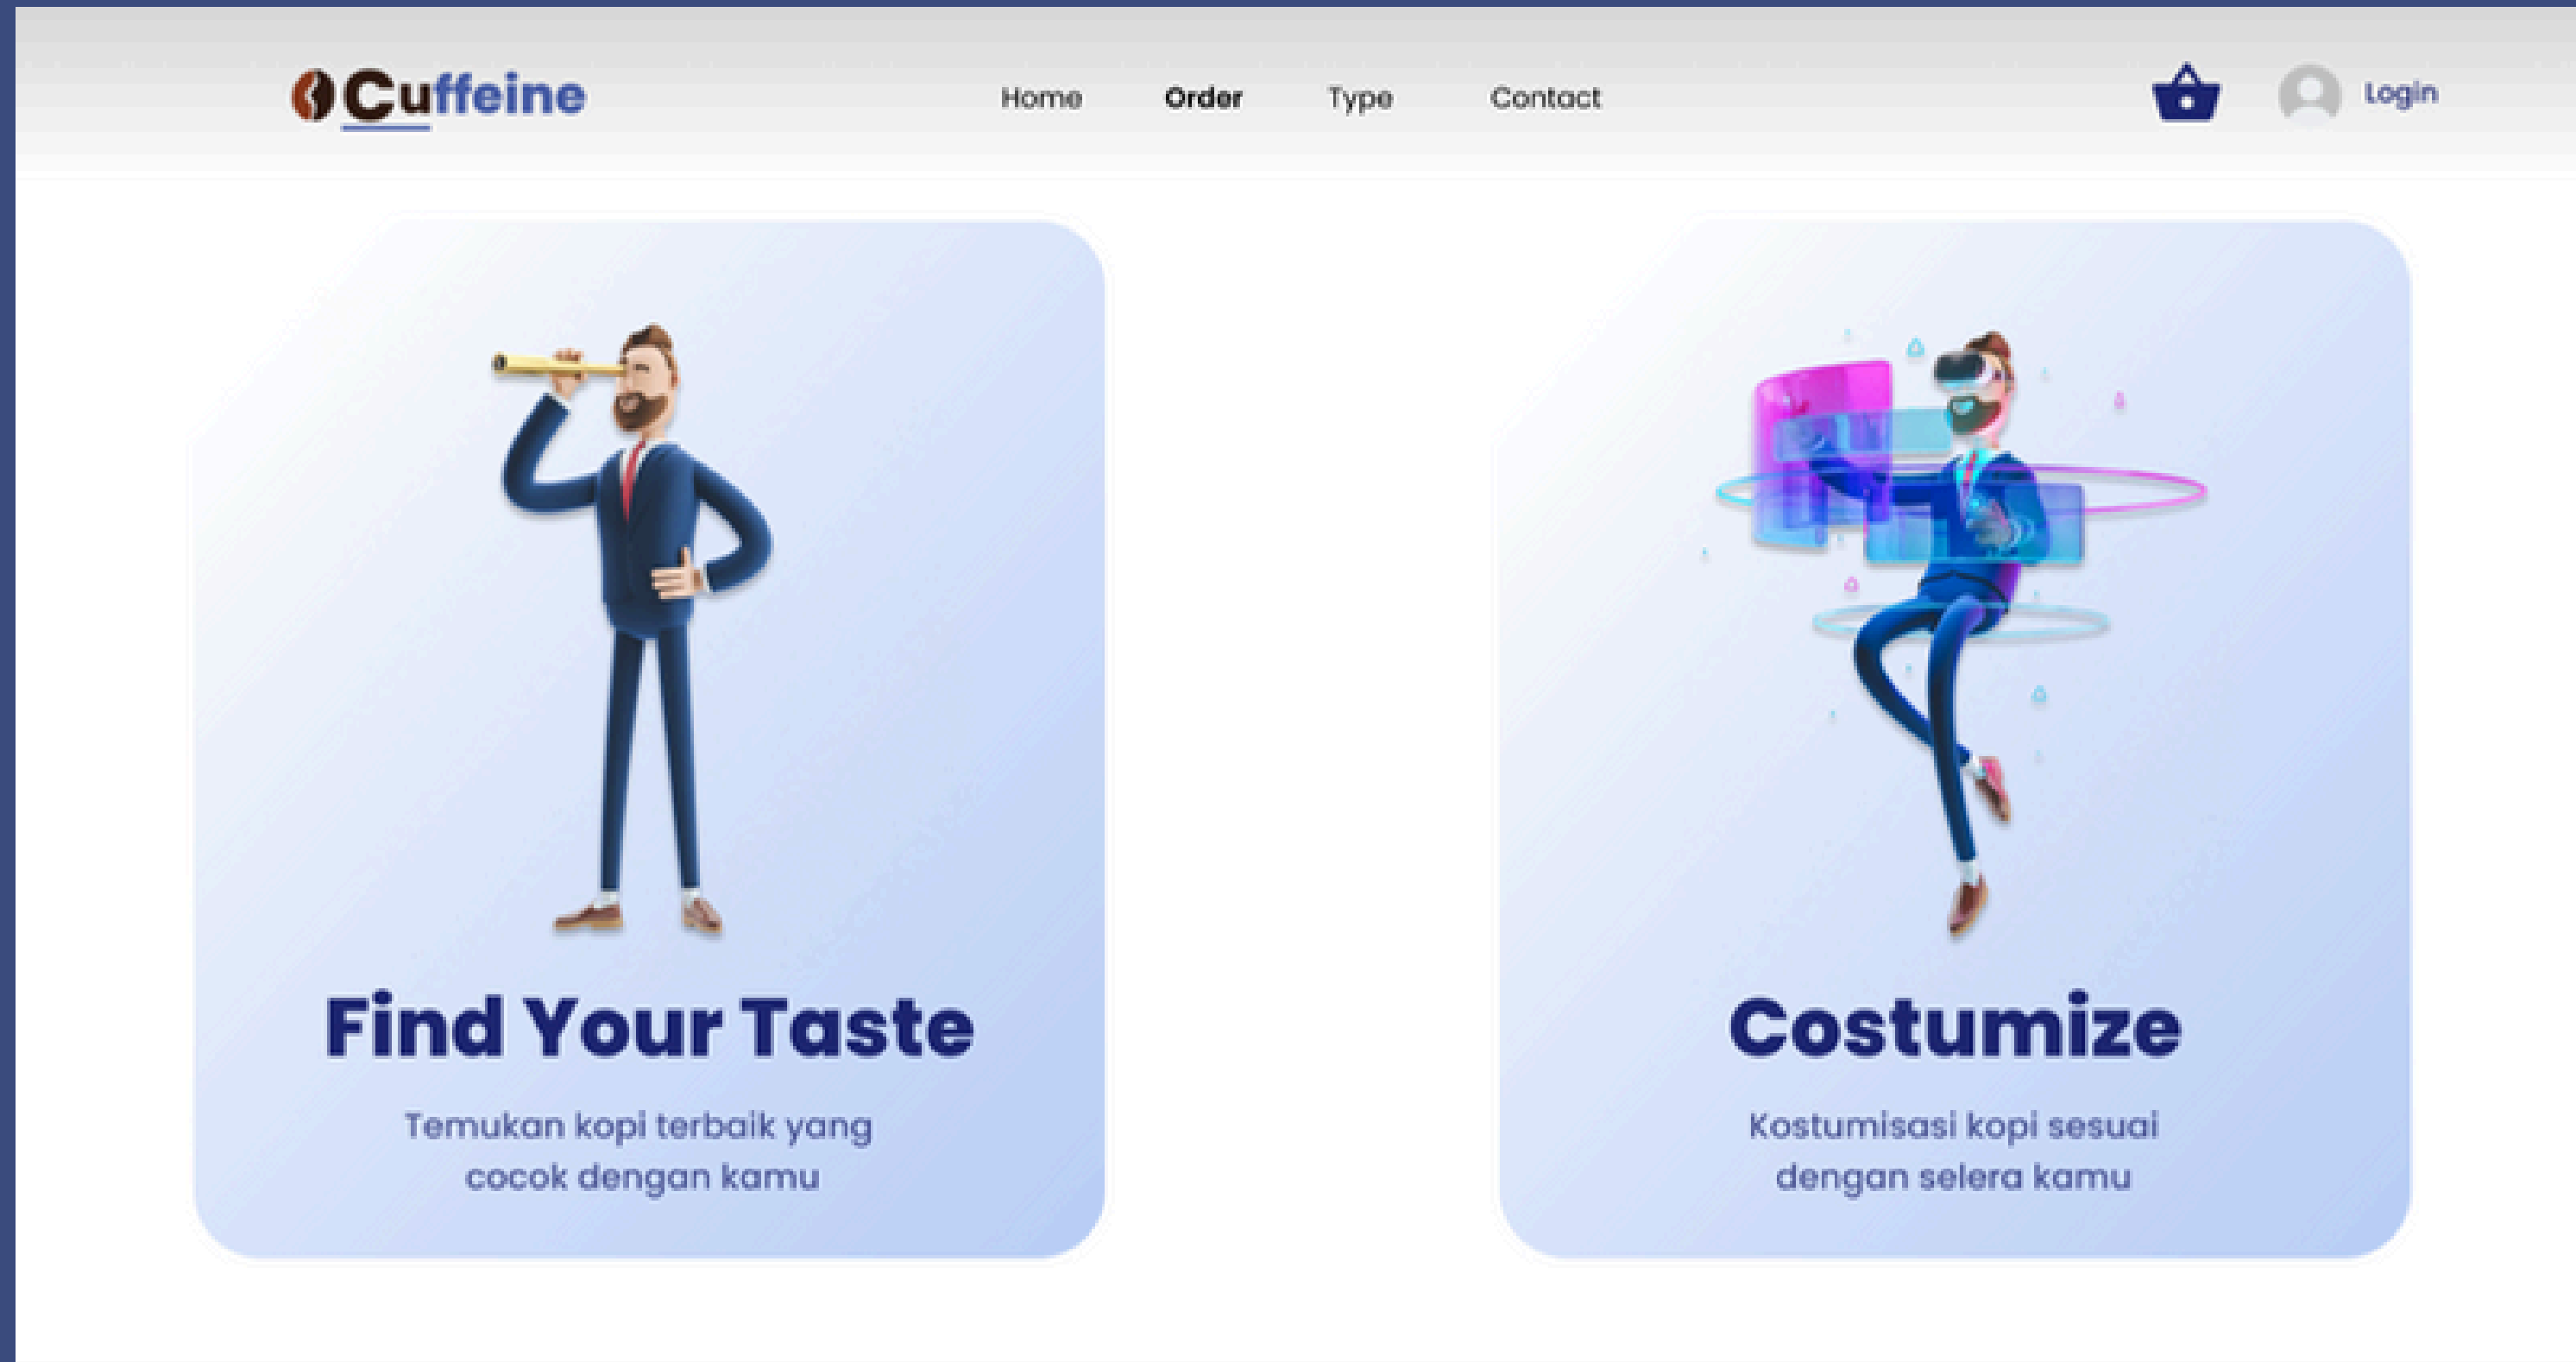 Cuffeine
Home Order Type Contact
Login
Find Your Taste
Temukan kopi terbaik yang
cocok dengan kamu
Costumize
Kostumisasi kopi sesuai
dengan selera kamu